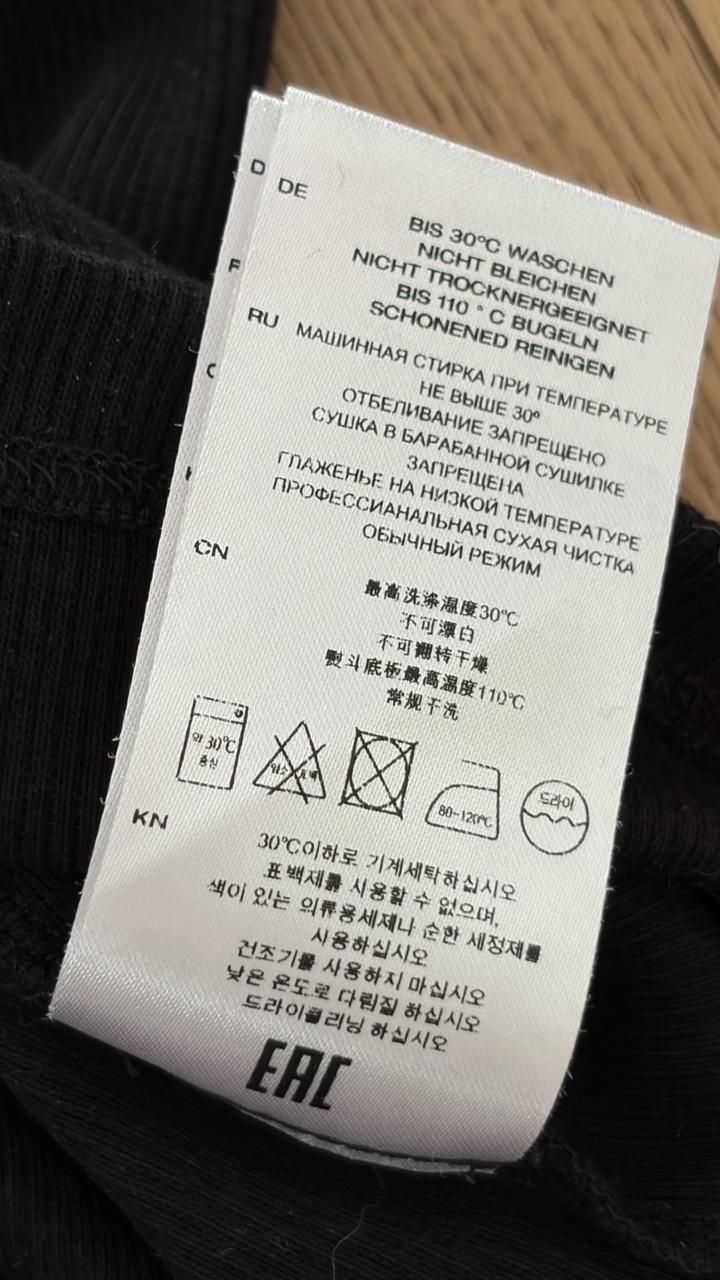 D
DE
BIS 30°C WASCHEN
NICHT BLEICHEN
NICHT TROCKNERGEEIGNET
BIS 110 ° C BUGELN
SCHONENED REINIGEN
F
RU
МАШИННАЯ СТИРКА ПРИ ТЕМПЕРАТУРЕ
НЕ ВЫШЕ 30º
ОТБЕЛИВАНИЕ ЗАПРЕЩЕНО
СУШКА В БАРАБАННОЙ СУШИЛКЕ
ЗАПРЕЩЕНА
ГЛАЖЕНЬЕ НА НИЗКОЙ ТЕМПЕРАТУРЕ
ПРОФЕССИАНАЛЬНАЯ СУХАЯ ЧИСТКА
ОБЫЧНЫЙ РЕЖИМ
CN
最高洗涤温度30℃
不可漂白
不可翻转干燥
熨斗底板最高温度110℃
常规干洗
약 30℃
중심
염소 표백
80~120℃
드라이
KN
30℃이하로 기계세탁하십시오
표백제를 사용할 수 없으며,
색이 있는 의류용세제나 순한 세정제를
사용하십시오
건조기를 사용하지 마십시오
낮은 온도로 다림질 하십시오
드라이클리닝 하십시오
EAC